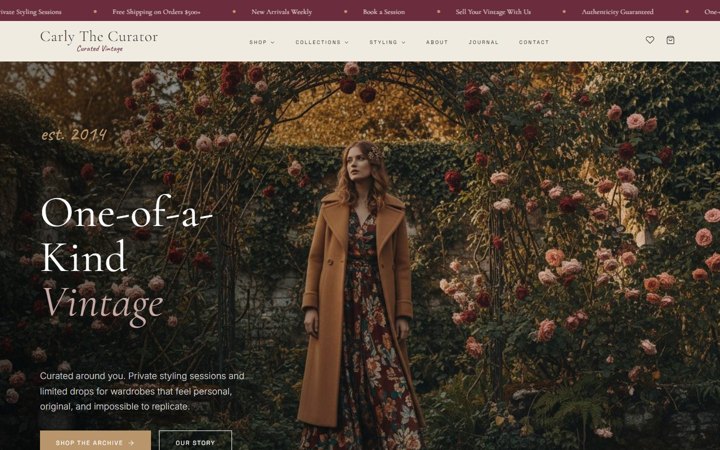 Private Styling Sessions Free Shipping on Orders $500+ New Arrivals Weekly Book a Session Sell Your Vintage With Us Authenticity Guaranteed One-
Carly The Curator
Curated Vintage
SHOP COLLECTIONS STYLING ABOUT JOURNAL CONTACT
est. 2014
One-of-a-
Kind
Vintage
Curated around you. Private styling sessions and
limited drops for wardrobes that feel personal,
original, and impossible to replicate.
SHOP THE ARCHIVE → OUR STORY